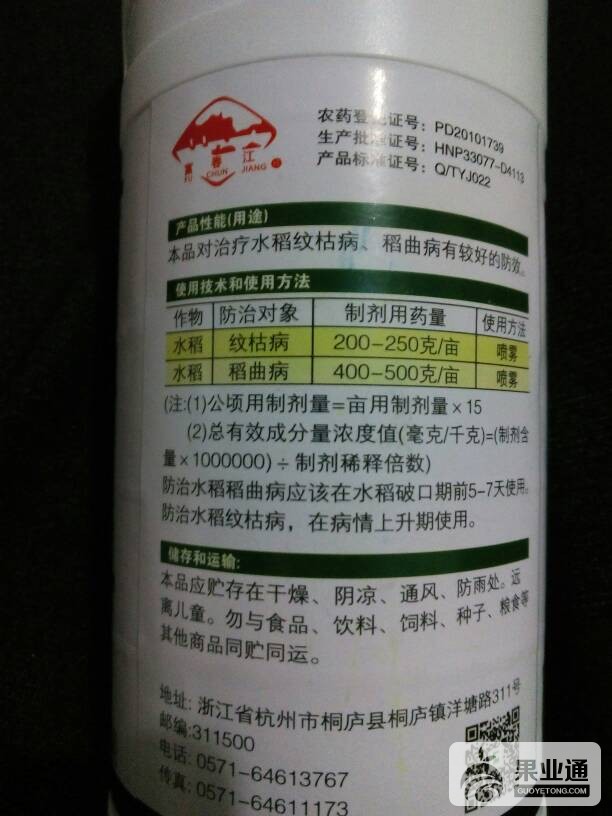 农药登记证号：PD20101739
生产批准证号：HNP33077-D4113
产品标准证号：Q/TYJ022
富春江
FU CHUN JIANG
产品性能(用途)
本品对治疗水稻纹枯病、稻曲病有较好的防效。
使用技术和使用方法
作物 防治对象 制剂用药量 使用方法
水稻 纹枯病 200-250克/亩 喷雾
水稻 稻曲病 400-500克/亩 喷雾
(注:(1)公顷用制剂量=亩用制剂量×15
(2)总有效成分量浓度值(毫克/千克)=(制剂含
量×1000000)÷制剂稀释倍数)
防治水稻稻曲病应该在水稻破口期前5-7天使用。
防治水稻纹枯病，在病情上升期使用。
储存和运输:
本品应贮存在干燥、阴凉、通风、防雨处。远
离儿童。勿与食品、饮料、饲料、种子、粮食等
其他商品同贮同运。
地址: 浙江省杭州市桐庐县桐庐镇洋塘路311号
邮编:311500
电话: 0571-64613767
传真: 0571-64611173
果业通
GUOYETONG.COM